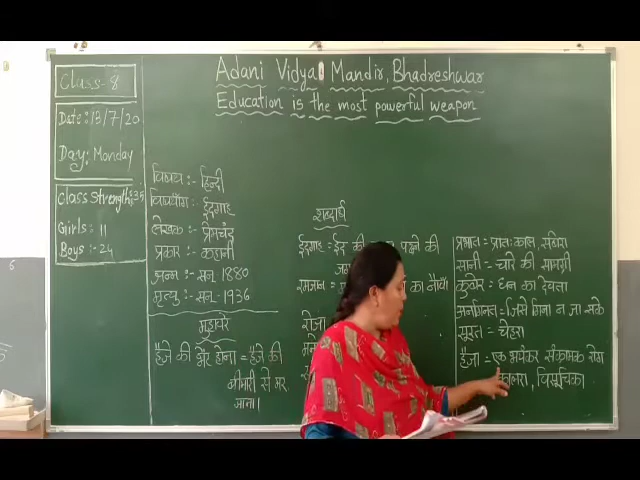 Adani Vidya Mandir, Bhadreshwar
Education is the most powerful weapon
Class- 8
Date:-13/7/20
Day:- Monday
Class Strength:35
Girls:- 11
Boys:- 24
विषय :- हिन्दी
ईदगाह
लेखक :- प्रेमचंद
प्रकार :- कहानी
जन्म :- सन् 1880
मृत्यु :- सन् 1936
मुहावरे
हैजे की भेंट होना = हैजे की
बीमारी से मर
जाना।
शब्दार्थ
ईदगाह = ईद की पढ़ने की
रमजान का नौवाँ
रोजा
प्रभात = प्रातः काल, सवेरा
सानी = चारे की सामग्री
कुबेर = धन का देवता
अनगिनत = जिसे गिना न जा सके
सूरत = चेहरा
हैजा = एक भयंकर संक्रामक रोग
विसूचिका